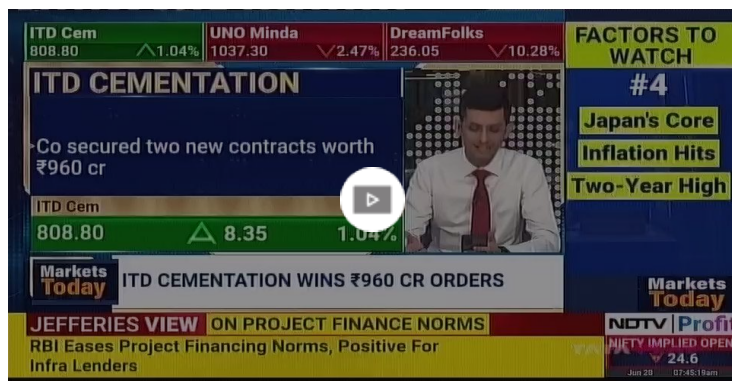 ITD Cem
808.80 △1.04%
UNO Minda
1037.30 ▽2.47%
DreamFolks
236.05 ▽10.28%
FACTORS TO
WATCH
#4
Japan's Core
Inflation Hits
Two-Year High
ITD CEMENTATION
Co secured two new contracts worth
₹960 cr
ITD Cem
808.80 △ 8.35 1.04%
Markets
Today
ITD CEMENTATION WINS ₹960 CR ORDERS
Markets
Today
JEFFERIES VIEW ON PROJECT FINANCE NORMS
RBI Eases Project Financing Norms, Positive For
Infra Lenders
NDTV Profit
NIFTY IMPLIED OPEN
▽ 24.6
Jun 20 07:45:19am